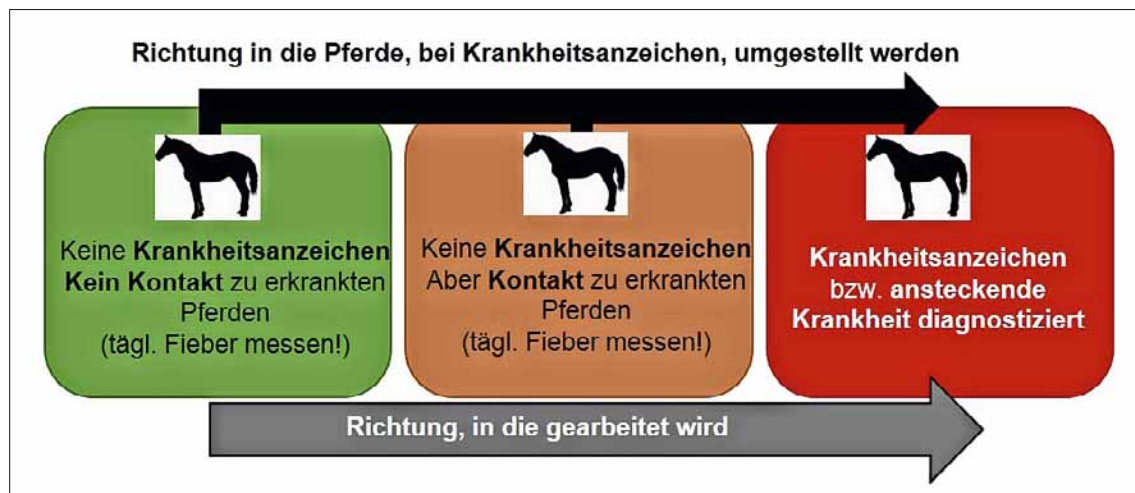 Richtung in die Pferde, bei Krankheitsanzeichen, umgestellt werden
Keine Krankheitsanzeichen
Kein Kontakt zu erkrankten
Pferden
(tägl. Fieber messen!)
Keine Krankheitsanzeichen
Aber Kontakt zu erkrankten
Pferden
(tägl. Fieber messen!)
Krankheitsanzeichen
bzw. ansteckende
Krankheit diagnostiziert
Richtung, in die gearbeitet wird